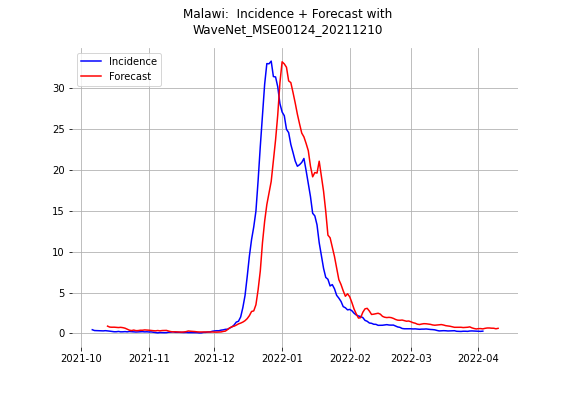 Malawi:  Incidence + Forecast with
WaveNet_MSE00124_20211210
Incidence
Forecast
30
25
20
15
10
5
0
2021-10 2021-11 2021-12 2022-01 2022-02 2022-03 2022-04